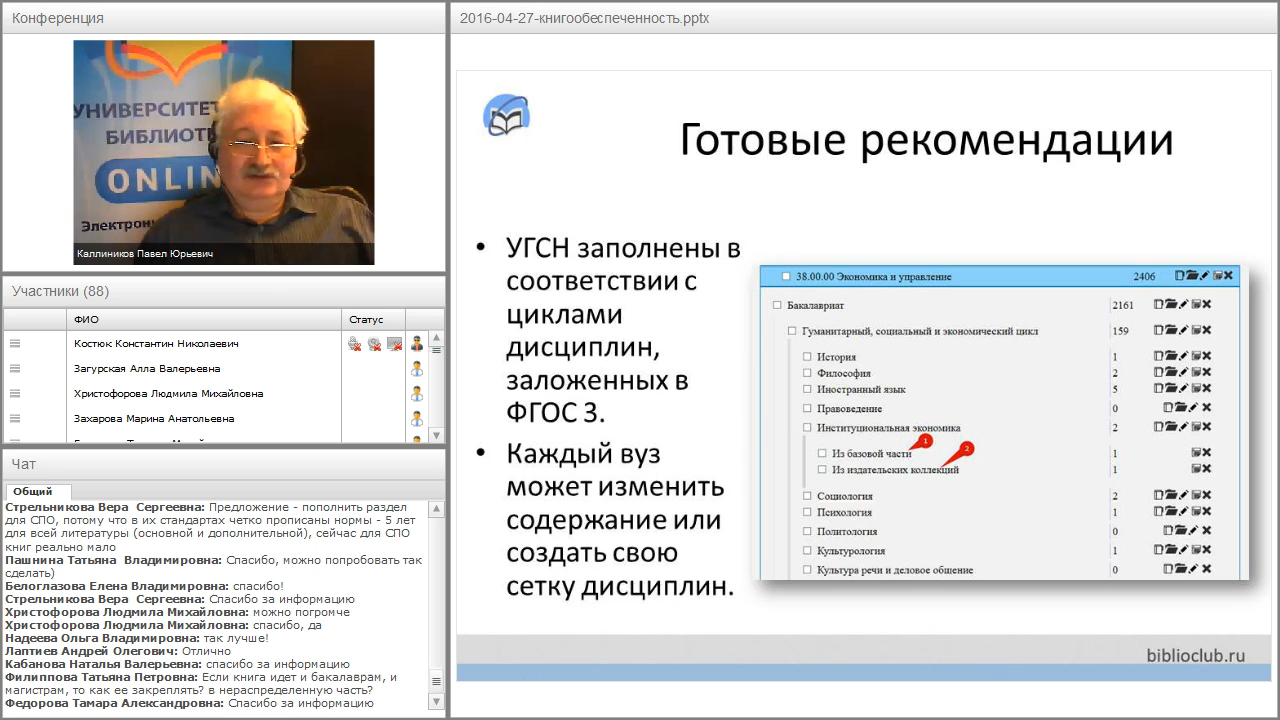 Конференция
УНИВЕРСИТЕТ
БИБЛИОТ
ONLIN
Электрон
Каллиников Павел Юрьевич
Участники (88)
ФИО
Статус
Костюк Константин Николаевич
Загурская Алла Валерьевна
Христофорова Людмила Михайловна
Захарова Марина Анатольевна
Чат
Общий
Стрельникова Вера Сергеевна: Предложение - пополнить раздел
для СПО, потому что в их стандартах четко прописаны нормы - 5 лет
для всей литературы (основной и дополнительной), сейчас для СПО
книг реально мало
Пашнина Татьяна Владимировна: Спасибо, можно попробовать так
сделать)
Белоглазова Елена Владимировна: спасибо!
Стрельникова Вера Сергеевна: Спасибо за информацию
Христофорова Людмила Михайловна: можно погромче
Христофорова Людмила Михайловна: спасибо, да
Надеева Ольга Владимировна: так лучше!
Лаптиев Андрей Олегович: Отлично
Кабанова Наталья Валерьевна: спасибо за информацию
Филиппова Татьяна Петровна: Если книга идет и бакалаврам, и
магистрам, то как ее закреплять? в нераспределенную часть?
Федорова Тамара Александровна: Спасибо за информацию
2016-04-27-книгообеспеченность.pptx
Готовые рекомендации
• УГСН заполнены в
соответствии с
циклами
дисциплин,
заложенных в
ФГОС 3.
• Каждый вуз
может изменить
содержание или
создать свою
сетку дисциплин.
38.00.00 Экономика и управление 2406
Бакалавриат 2161
Гуманитарный, социальный и экономический цикл 159
История 1
Философия 2
Иностранный язык 5
Правоведение 0
Институциональная экономика 2
1
Из базовой части 1
2
Из издательских коллекций 1
Социология 2
Психология 1
Политология 0
Культурология 1
Культура речи и деловое общение 0
biblioclub.ru